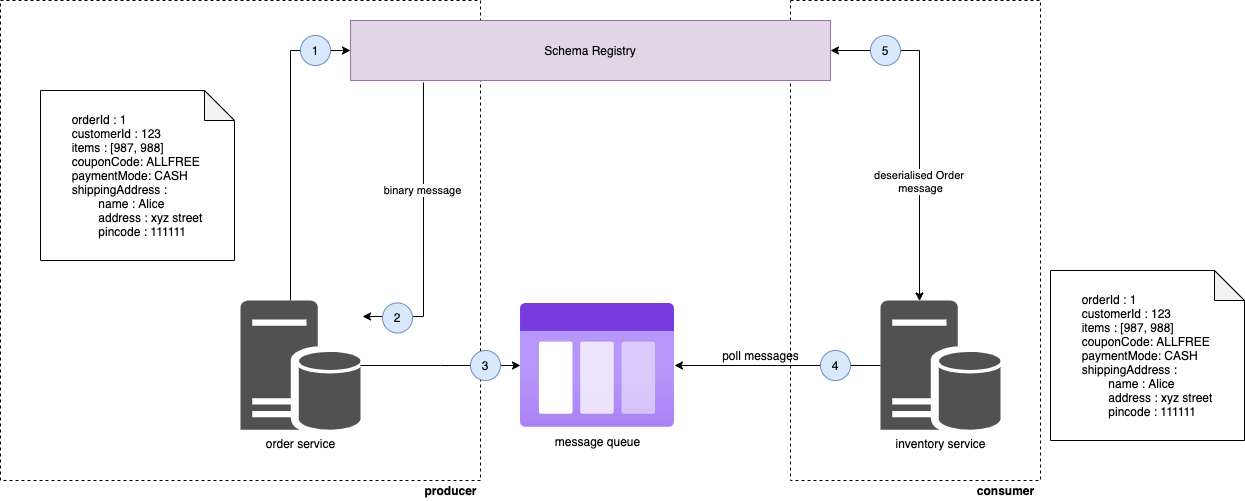 1
Schema Registry
5
orderId : 1
customerId : 123
items : [987, 988]
couponCode: ALLFREE
paymentMode: CASH
shippingAddress :
name : Alice
address : xyz street
pincode : 111111
binary message
deserialised Order
message
2
3
poll messages
4
orderId : 1
customerId : 123
items : [987, 988]
couponCode: ALLFREE
paymentMode: CASH
shippingAddress :
name : Alice
address : xyz street
pincode : 111111
order service
message queue
inventory service
producer
consumer